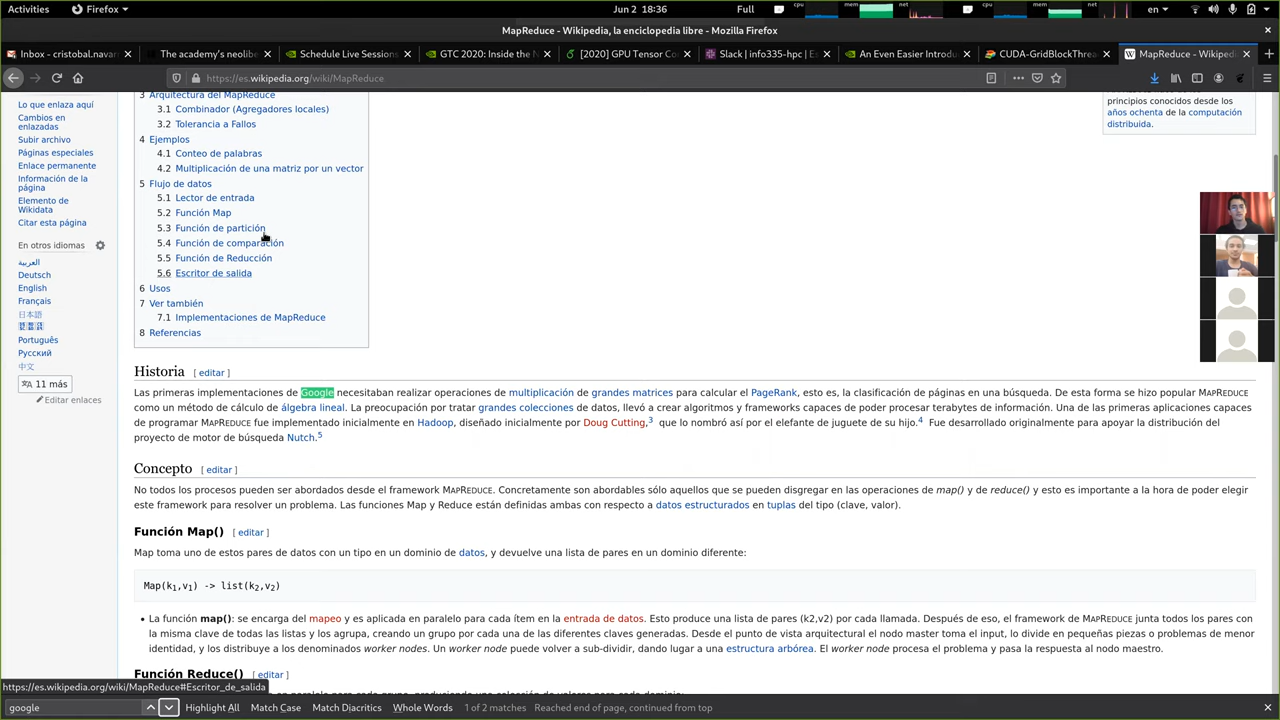 Activities
Firefox
Jun 2 18:36
Full
cpu
mem
net
cpu
mem
net
en
MapReduce - Wikipedia, la enciclopedia libre - Mozilla Firefox
Inbox - cristobal.navar
The academy's neolibe
Schedule Live Sessions
GTC 2020: Inside the N
[2020] GPU Tensor Co
Slack | info335-hpc | Es
An Even Easier Introdu
CUDA-GridBlockThrea
MapReduce - Wikiped
https://es.wikipedia.org/wiki/MapReduce
Lo que enlaza aquí
Cambios en
enlazadas
Subir archivo
Páginas especiales
Enlace permanente
Información de la
página
Elemento de
Wikidata
Citar esta página
En otros idiomas
العربية
Deutsch
English
Français
日本語
한국어
Português
Русский
中文
11 más
Editar enlaces
3 Arquitectura del MapReduce
3.1 Combinador (Agregadores locales)
3.2 Tolerancia a Fallos
4 Ejemplos
4.1 Conteo de palabras
4.2 Multiplicación de una matriz por un vector
5 Flujo de datos
5.1 Lector de entrada
5.2 Función Map
5.3 Función de partición
5.4 Función de comparación
5.5 Función de Reducción
5.6 Escritor de salida
6 Usos
7 Ver también
7.1 Implementaciones de MapReduce
8 Referencias
principios conocidos desde los
años ochenta de la computación
distribuida.
Historia [ editar ]
Las primeras implementaciones de Google necesitaban realizar operaciones de multiplicación de grandes matrices para calcular el PageRank, esto es, la clasificación de páginas en una búsqueda. De esta forma se hizo popular MAPREDUCE
como un método de cálculo de álgebra lineal. La preocupación por tratar grandes colecciones de datos, llevó a crear algoritmos y frameworks capaces de poder procesar terabytes de información. Una de las primeras aplicaciones capaces
de programar MAPREDUCE fue implementado inicialmente en Hadoop, diseñado inicialmente por Doug Cutting,3 que lo nombró así por el elefante de juguete de su hijo.4 Fue desarrollado originalmente para apoyar la distribución del
proyecto de motor de búsqueda Nutch.5
Concepto [ editar ]
No todos los procesos pueden ser abordados desde el framework MAPREDUCE. Concretamente son abordables sólo aquellos que se pueden disgregar en las operaciones de map() y de reduce() y esto es importante a la hora de poder elegir
este framework para resolver un problema. Las funciones Map y Reduce están definidas ambas con respecto a datos estructurados en tuplas del tipo (clave, valor).
Función Map() [ editar ]
Map toma uno de estos pares de datos con un tipo en un dominio de datos, y devuelve una lista de pares en un dominio diferente:
Map(k1,v1) -> list(k2,v2)
• La función map(): se encarga del mapeo y es aplicada en paralelo para cada ítem en la entrada de datos. Esto produce una lista de pares (k2,v2) por cada llamada. Después de eso, el framework de MAPREDUCE junta todos los pares con
la misma clave de todas las listas y los agrupa, creando un grupo por cada una de las diferentes claves generadas. Desde el punto de vista arquitectural el nodo master toma el input, lo divide en pequeñas piezas o problemas de menor
identidad, y los distribuye a los denominados worker nodes. Un worker node puede volver a sub-dividir, dando lugar a una estructura arbórea. El worker node procesa el problema y pasa la respuesta al nodo maestro.
Función Reduce() [ editar ]
https://es.wikipedia.org/wiki/MapReduce#Escritor_de_salida
google
Highlight All
Match Case
Match Diacritics
Whole Words
1 of 2 matches
Reached end of page, continued from top